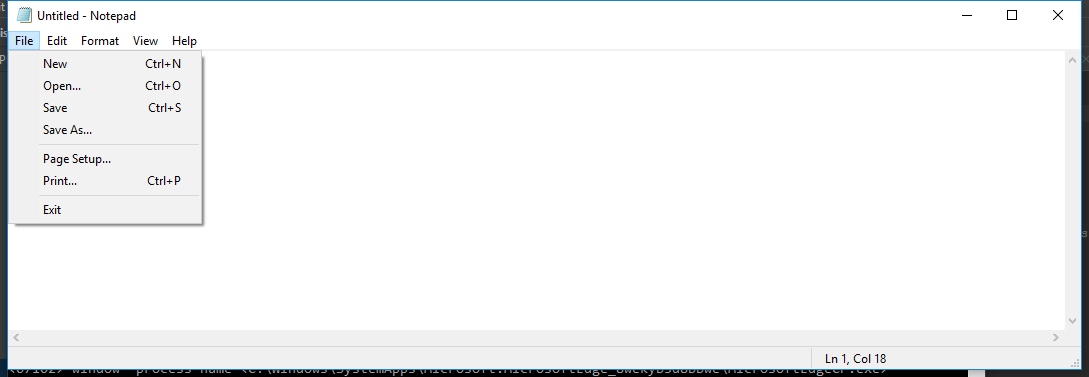 Untitled - Notepad
File Edit Format View Help
New Ctrl+N
Open... Ctrl+O
Save Ctrl+S
Save As...
Page Setup...
Print... Ctrl+P
Exit
Ln 1, Col 18